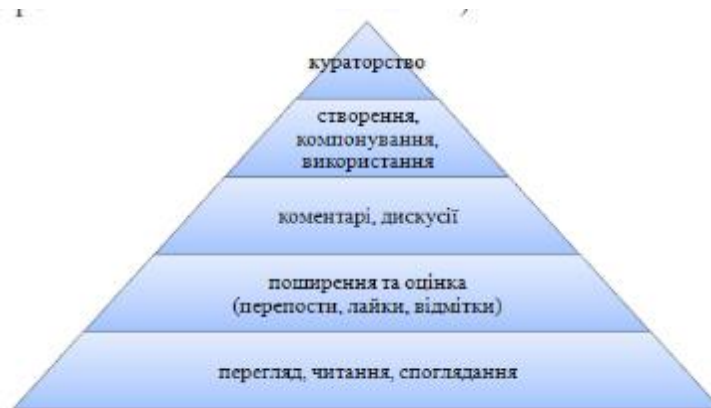 кураторство
створення,
компонування,
використання
коментарі, дискусії
поширення та оцінка
(перепости, лайки, відмітки)
перегляд, читання, споглядання